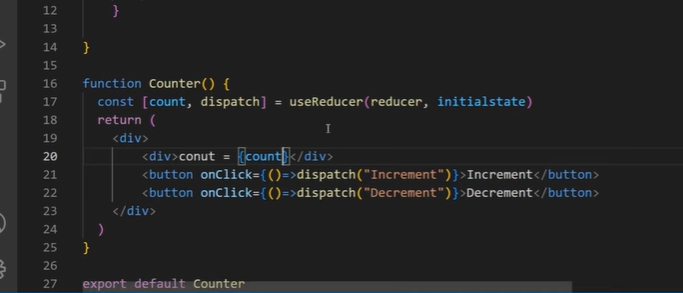 12 }
13
14 }
15
16 function Counter() {
17 const [count, dispatch] = useReducer(reducer, initialstate)
18 return (
19 <div>
20 <div>conut = {count}</div>
21 <button onClick={()=>dispatch("Increment")}>Increment</button>
22 <button onClick={()=>dispatch("Decrement")}>Decrement</button>
23 </div>
24 )
25 }
26
27 export default Counter